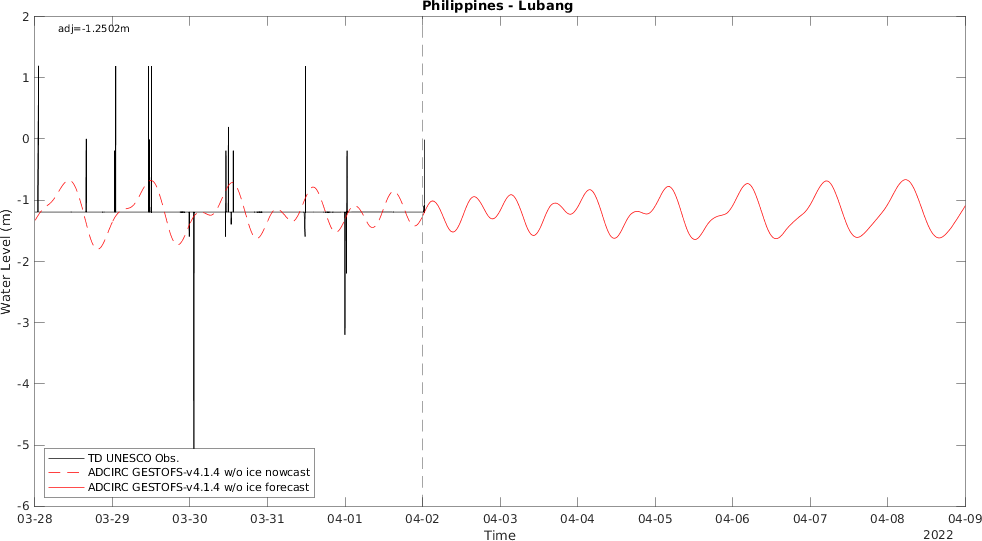 Philippines - Lubang
adj=-1.2502m
2
1
0
-1
-2
-3
-4
-5
-6
Water Level (m)
TD UNESCO Obs.
ADCIRC GESTOFS-v4.1.4 w/o ice nowcast
ADCIRC GESTOFS-v4.1.4 w/o ice forecast
03-28 03-29 03-30 03-31 04-01 04-02 04-03 04-04 04-05 04-06 04-07 04-08 04-09
Time
2022